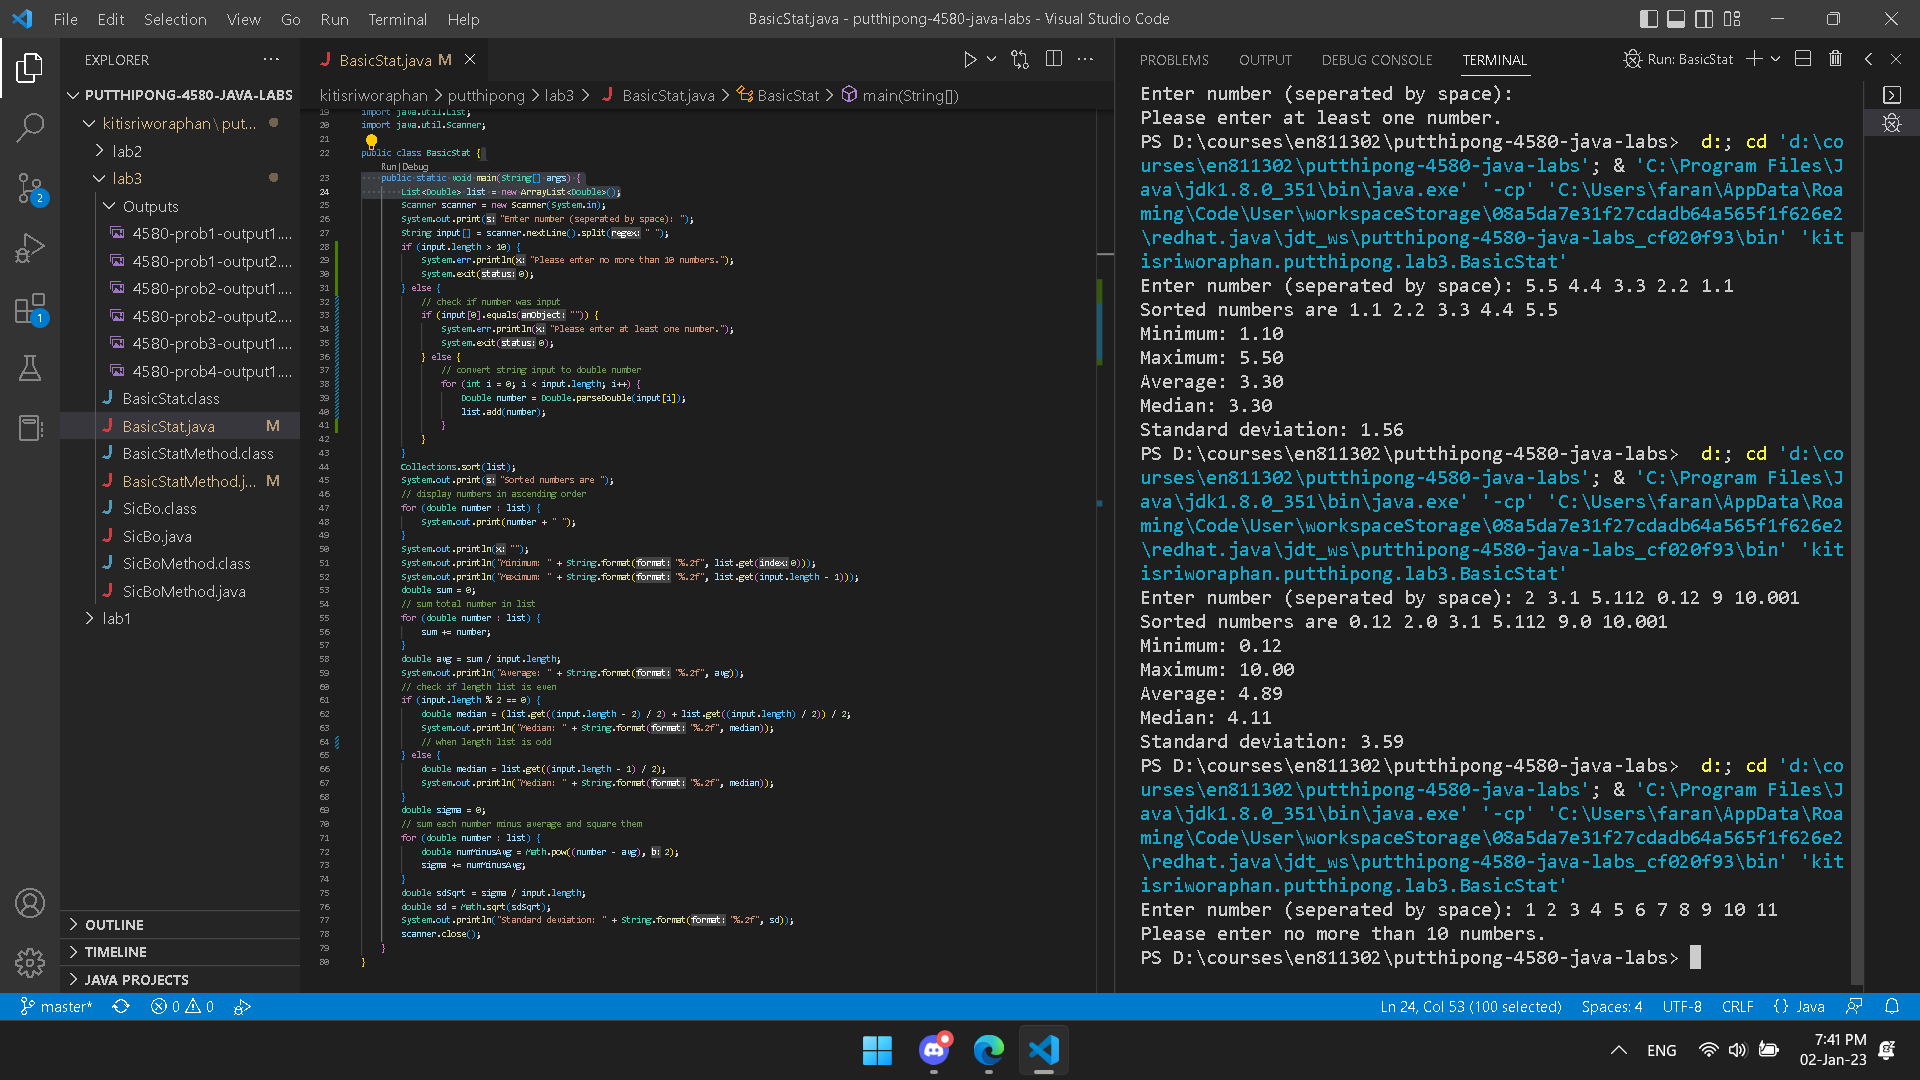 File Edit Selection View Go Run Terminal Help
BasicStat.java - putthipong-4580-java-labs - Visual Studio Code
EXPLORER
PUTTHIPONG-4580-JAVA-LABS
kitisriworaphan \ put...
lab2
lab3
Outputs
4580-prob1-output1....
4580-prob1-output2....
4580-prob2-output1....
4580-prob2-output2....
4580-prob3-output1....
4580-prob4-output1....
BasicStat.class
BasicStat.java M
BasicStatMethod.class
BasicStatMethod.j... M
SicBo.class
SicBo.java
SicBoMethod.class
SicBoMethod.java
lab1
OUTLINE
TIMELINE
JAVA PROJECTS
2
1
BasicStat.java M
kitisriworaphan > putthipong > lab3 > BasicStat.java > BasicStat > main(String[])
19 import java.util.List;
20 import java.util.Scanner;
21
22 public class BasicStat {
Run | Debug
23 public static void main(String[] args) {
24 List<Double> list = new ArrayList<Double>();
25 Scanner scanner = new Scanner(System.in);
26 System.out.print(s: "Enter number (seperated by space): ");
27 String input[] = scanner.nextLine().split(regex: " ");
28 if (input.length > 10) {
29 System.err.println(x: "Please enter no more than 10 numbers.");
30 System.exit(status: 0);
31 } else {
32 // check if number was input
33 if (input[0].equals(anObject: "")) {
34 System.err.println(x: "Please enter at least one number.");
35 System.exit(status: 0);
36 } else {
37 // convert string input to double number
38 for (int i = 0; i < input.length; i++) {
39 Double number = Double.parseDouble(input[i]);
40 list.add(number);
41 }
42 }
43 }
44 Collections.sort(list);
45 System.out.print(s: "Sorted numbers are ");
46 // display numbers in ascending order
47 for (double number : list) {
48 System.out.print(number + " ");
49 }
50 System.out.println(x: "");
51 System.out.println("Minimum: " + String.format(format: "%.2f", list.get(index: 0)));
52 System.out.println("Maximum: " + String.format(format: "%.2f", list.get(input.length - 1)));
53 double sum = 0;
54 // sum total number in list
55 for (double number : list) {
56 sum += number;
57 }
58 double avg = sum / input.length;
59 System.out.println("Average: " + String.format(format: "%.2f", avg));
60 // check if length list is even
61 if (input.length % 2 == 0) {
62 double median = (list.get((input.length - 2) / 2) + list.get((input.length) / 2)) / 2;
63 System.out.println("Median: " + String.format(format: "%.2f", median));
64 // when length list is odd
65 } else {
66 double median = list.get((input.length - 1) / 2);
67 System.out.println("Median: " + String.format(format: "%.2f", median));
68 }
69 double sigma = 0;
70 // sum each number minus average and square them
71 for (double number : list) {
72 double numMinusAvg = Math.pow((number - avg), b: 2);
73 sigma += numMinusAvg;
74 }
75 double sdSqrt = sigma / input.length;
76 double sd = Math.sqrt(sdSqrt);
77 System.out.println("Standard deviation: " + String.format(format: "%.2f", sd));
78 scanner.close();
79 }
80 }
PROBLEMS OUTPUT DEBUG CONSOLE TERMINAL Run: BasicStat
Enter number (seperated by space):
Please enter at least one number.
PS D:\courses\en811302\putthipong-4580-java-labs> d:; cd 'd:\co
urses\en811302\putthipong-4580-java-labs'; & 'C:\Program Files\J
ava\jdk1.8.0_351\bin\java.exe' '-cp' 'C:\Users\faran\AppData\Roa
ming\Code\User\workspaceStorage\08a5da7e31f27cdadb64a565f1f626e2
\redhat.java\jdt_ws\putthipong-4580-java-labs_cf020f93\bin' 'kit
isriworaphan.putthipong.lab3.BasicStat'
Enter number (seperated by space): 5.5 4.4 3.3 2.2 1.1
Sorted numbers are 1.1 2.2 3.3 4.4 5.5
Minimum: 1.10
Maximum: 5.50
Average: 3.30
Median: 3.30
Standard deviation: 1.56
PS D:\courses\en811302\putthipong-4580-java-labs> d:; cd 'd:\co
urses\en811302\putthipong-4580-java-labs'; & 'C:\Program Files\J
ava\jdk1.8.0_351\bin\java.exe' '-cp' 'C:\Users\faran\AppData\Roa
ming\Code\User\workspaceStorage\08a5da7e31f27cdadb64a565f1f626e2
\redhat.java\jdt_ws\putthipong-4580-java-labs_cf020f93\bin' 'kit
isriworaphan.putthipong.lab3.BasicStat'
Enter number (seperated by space): 2 3.1 5.112 0.12 9 10.001
Sorted numbers are 0.12 2.0 3.1 5.112 9.0 10.001
Minimum: 0.12
Maximum: 10.00
Average: 4.89
Median: 4.11
Standard deviation: 3.59
PS D:\courses\en811302\putthipong-4580-java-labs> d:; cd 'd:\co
urses\en811302\putthipong-4580-java-labs'; & 'C:\Program Files\J
ava\jdk1.8.0_351\bin\java.exe' '-cp' 'C:\Users\faran\AppData\Roa
ming\Code\User\workspaceStorage\08a5da7e31f27cdadb64a565f1f626e2
\redhat.java\jdt_ws\putthipong-4580-java-labs_cf020f93\bin' 'kit
isriworaphan.putthipong.lab3.BasicStat'
Enter number (seperated by space): 1 2 3 4 5 6 7 8 9 10 11
Please enter no more than 10 numbers.
PS D:\courses\en811302\putthipong-4580-java-labs>
master* 0 0 Ln 24, Col 53 (100 selected) Spaces: 4 UTF-8 CRLF {} Java
ENG
7:41 PM
02-Jan-23